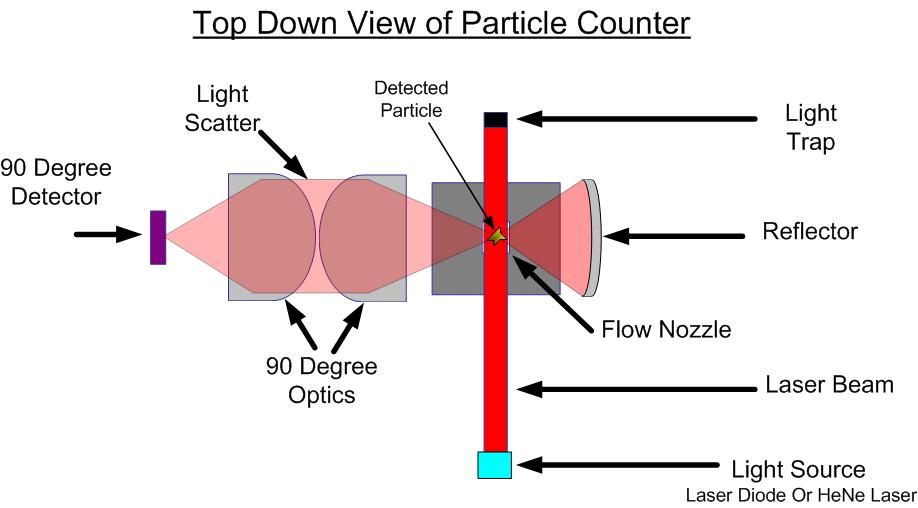 Top Down View of Particle Counter
Light
Scatter
Detected
Particle
Light
Trap
90 Degree
Detector
Reflector
Flow Nozzle
90 Degree
Optics
Laser Beam
Light Source
Laser Diode Or HeNe Laser